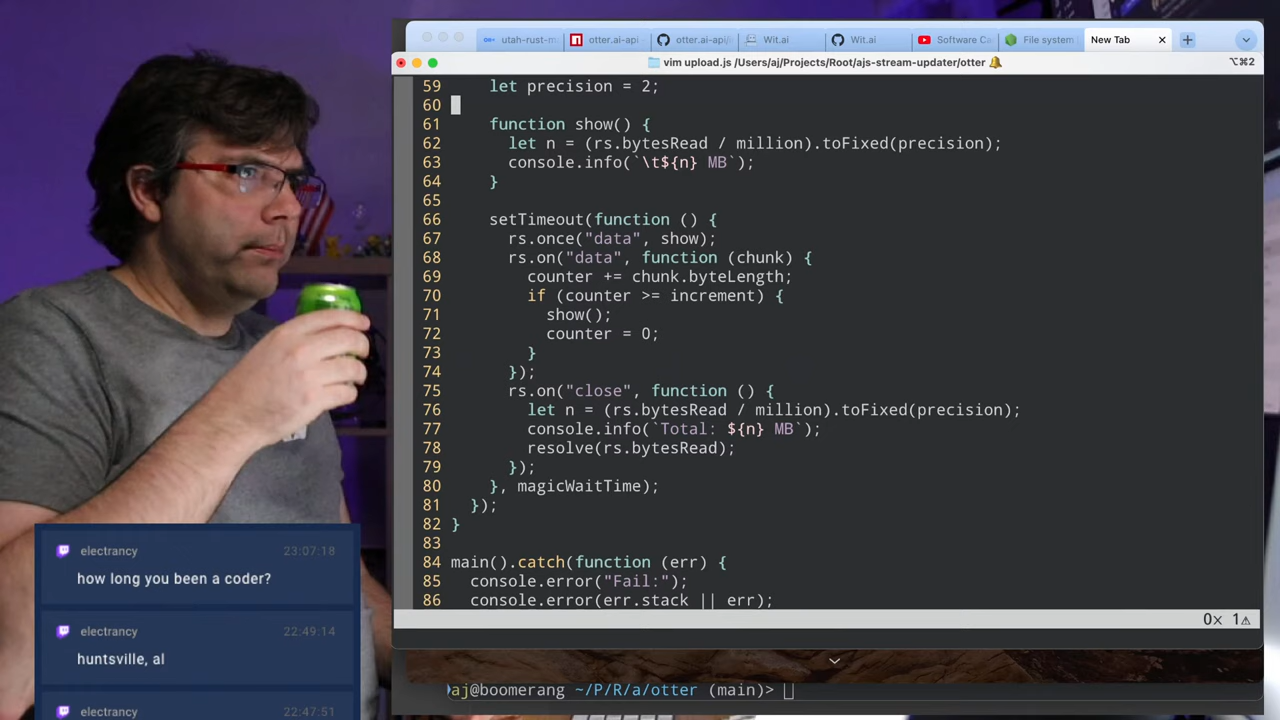 utah-rust-m
otter.ai-api
otter.ai-api/
Wit.ai
Wit.ai
Software Ca
File system
New Tab
vim upload.js /Users/aj/Projects/Root/ajs-stream-updater/otter
⌥⌘2
59 let precision = 2;
60
61 function show() {
62 let n = (rs.bytesRead / million).toFixed(precision);
63 console.info(`\t${n} MB`);
64 }
65
66 setTimeout(function () {
67 rs.once("data", show);
68 rs.on("data", function (chunk) {
69 counter += chunk.byteLength;
70 if (counter >= increment) {
71 show();
72 counter = 0;
73 }
74 });
75 rs.on("close", function () {
76 let n = (rs.bytesRead / million).toFixed(precision);
77 console.info(`Total: ${n} MB`);
78 resolve(rs.bytesRead);
79 });
80 }, magicWaitTime);
81 });
82 }
83
84 main().catch(function (err) {
85 console.error("Fail:");
86 console.error(err.stack || err);
0× 1⚠
aj@boomerang ~/P/R/a/otter (main)>
electrancy 23:07:18
how long you been a coder?
electrancy 22:49:14
huntsville, al
electrancy 22:47:51